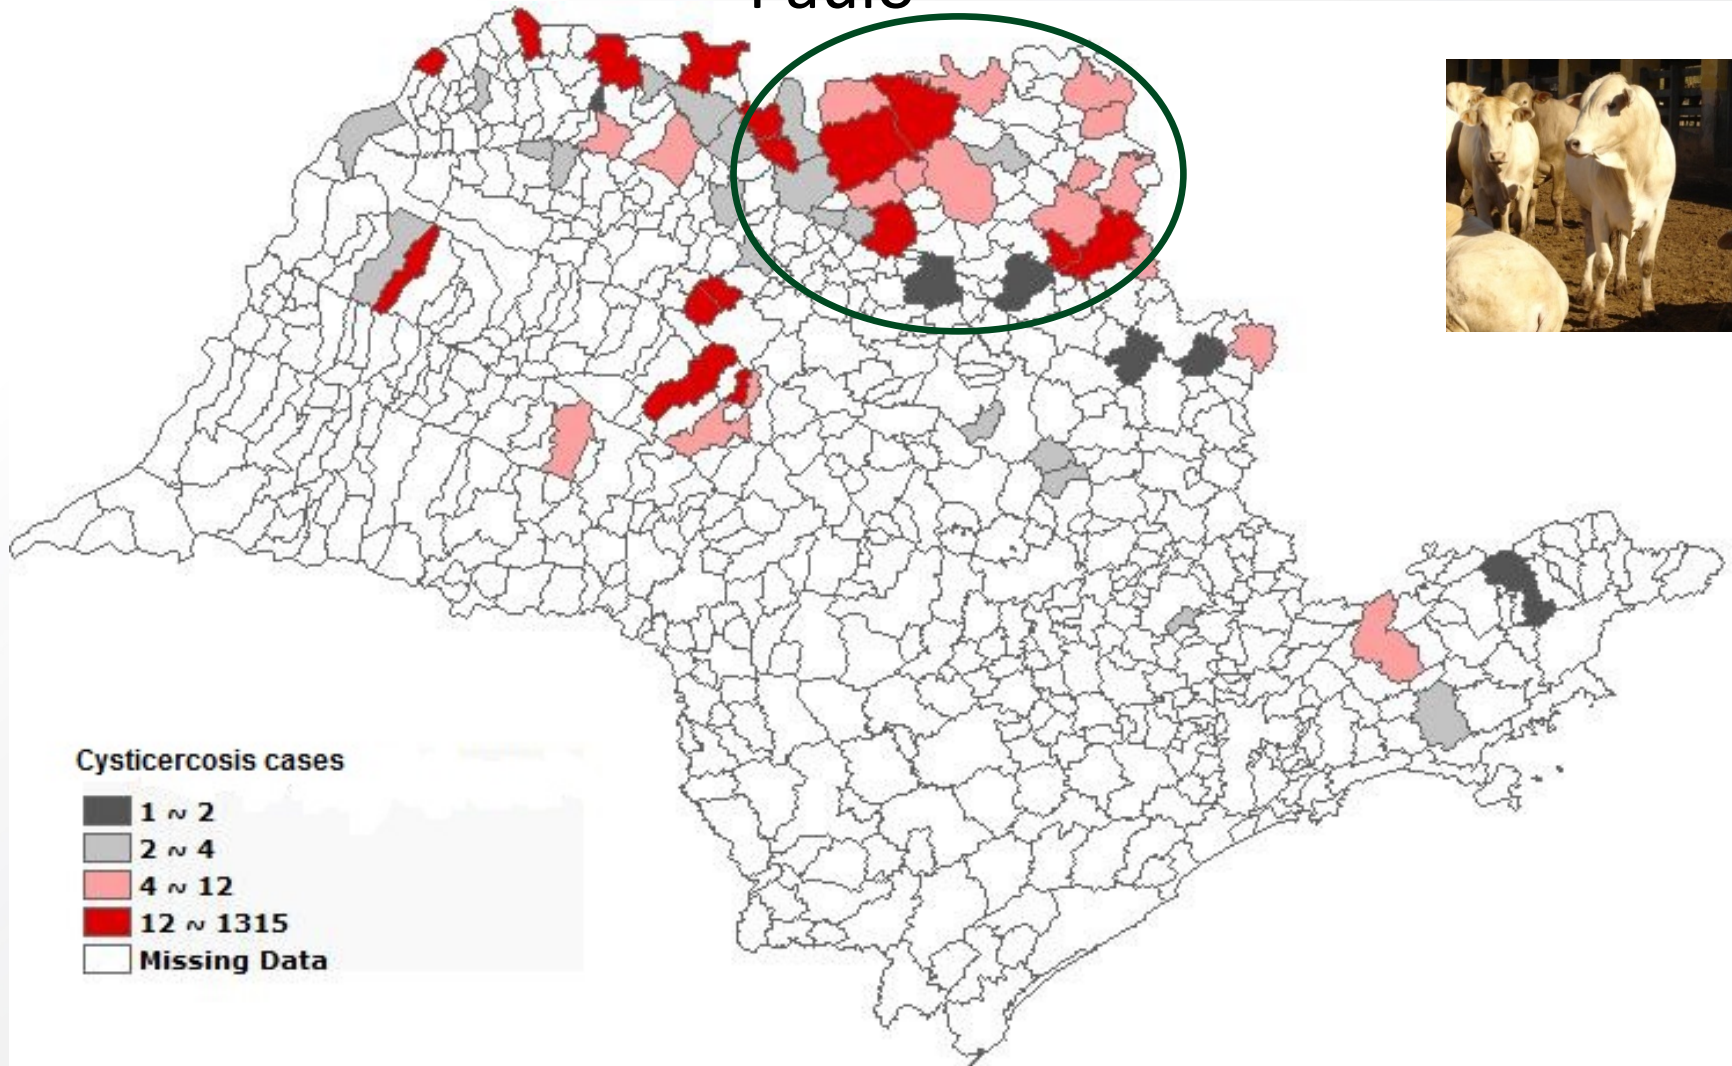 Cysticercosis cases
1 ~ 2
2 ~ 4
4 ~ 12
12 ~ 1315
Missing Data